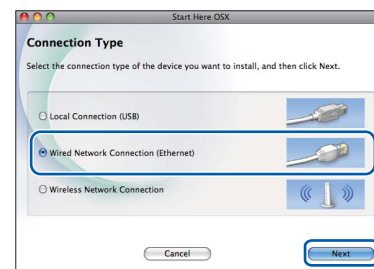 Start Here OSX
Connection Type
Select the connection type of the device you want to install, and then click Next.
Local Connection (USB)
Wired Network Connection (Ethernet)
Wireless Network Connection
Cancel
Next